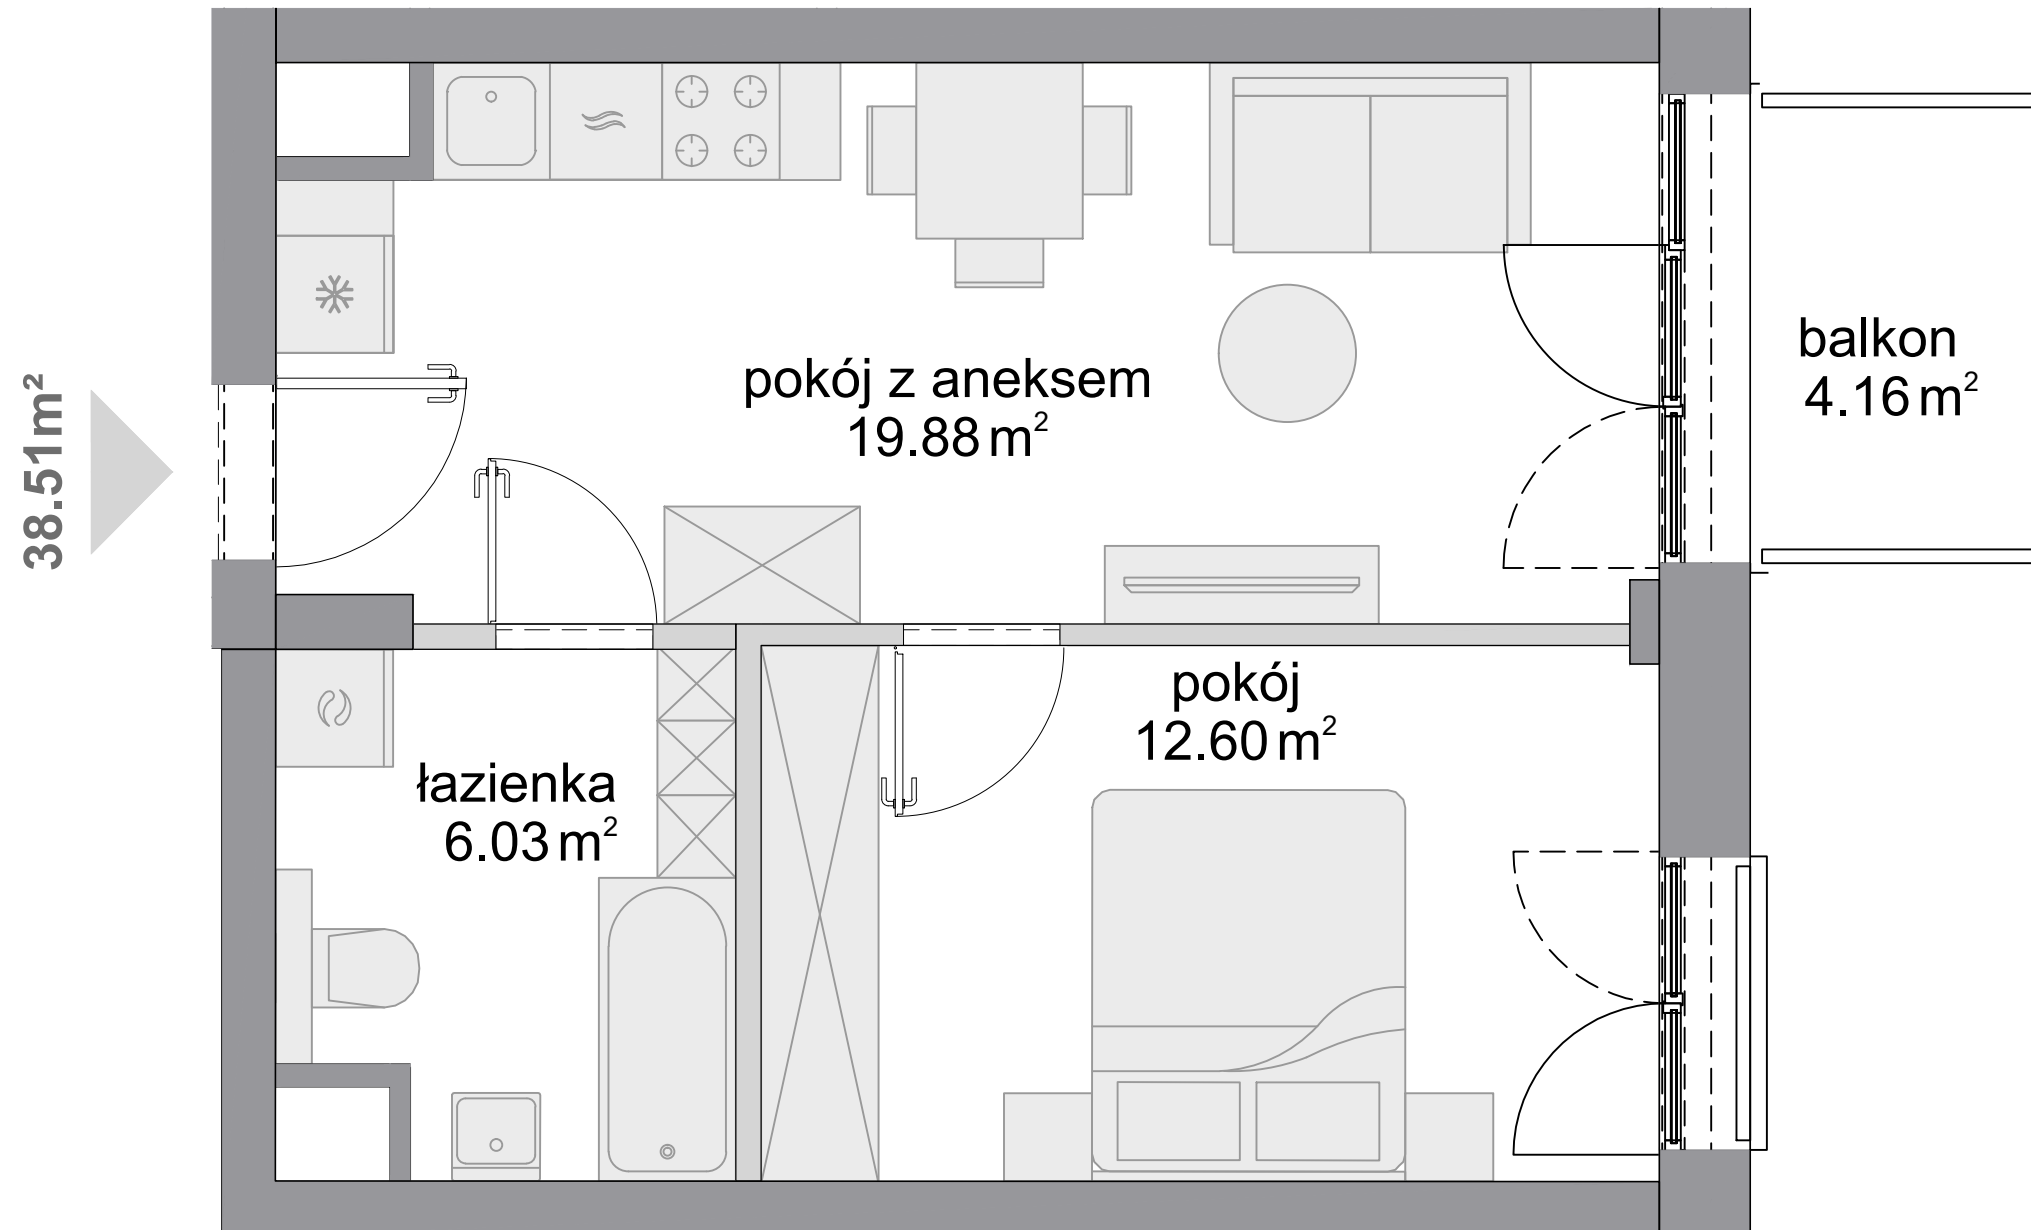 38.51m²
pokój z aneksem
19.88 m²
balkon
4.16 m²
pokój
12.60 m²
łazienka
6.03 m²